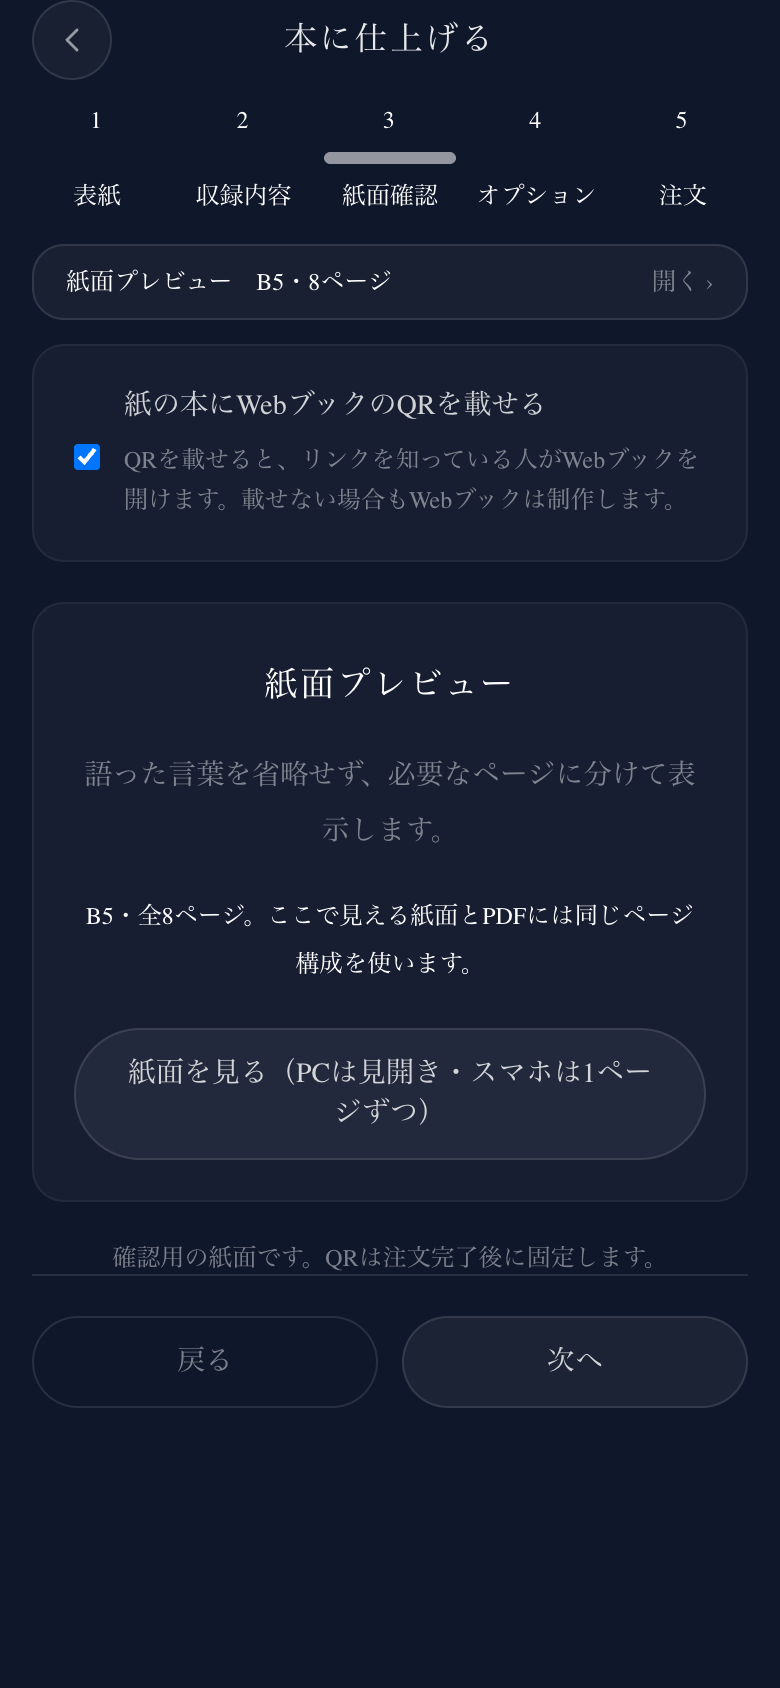 本に仕上げる
1 2 3 4 5
表紙 収録内容 紙面確認 オプション 注文
紙面プレビュー B5・8ページ 開く ›
紙の本にWebブックのQRを載せる
QRを載せると、リンクを知っている人がWebブックを
開けます。載せない場合もWebブックは制作します。
紙面プレビュー
語った言葉を省略せず、必要なページに分けて表
示します。
B5・全8ページ。ここで見える紙面とPDFには同じページ
構成を使います。
紙面を見る（PCは見開き・スマホは1ペー
ジずつ）
確認用の紙面です。QRは注文完了後に固定します。
戻る 次へ